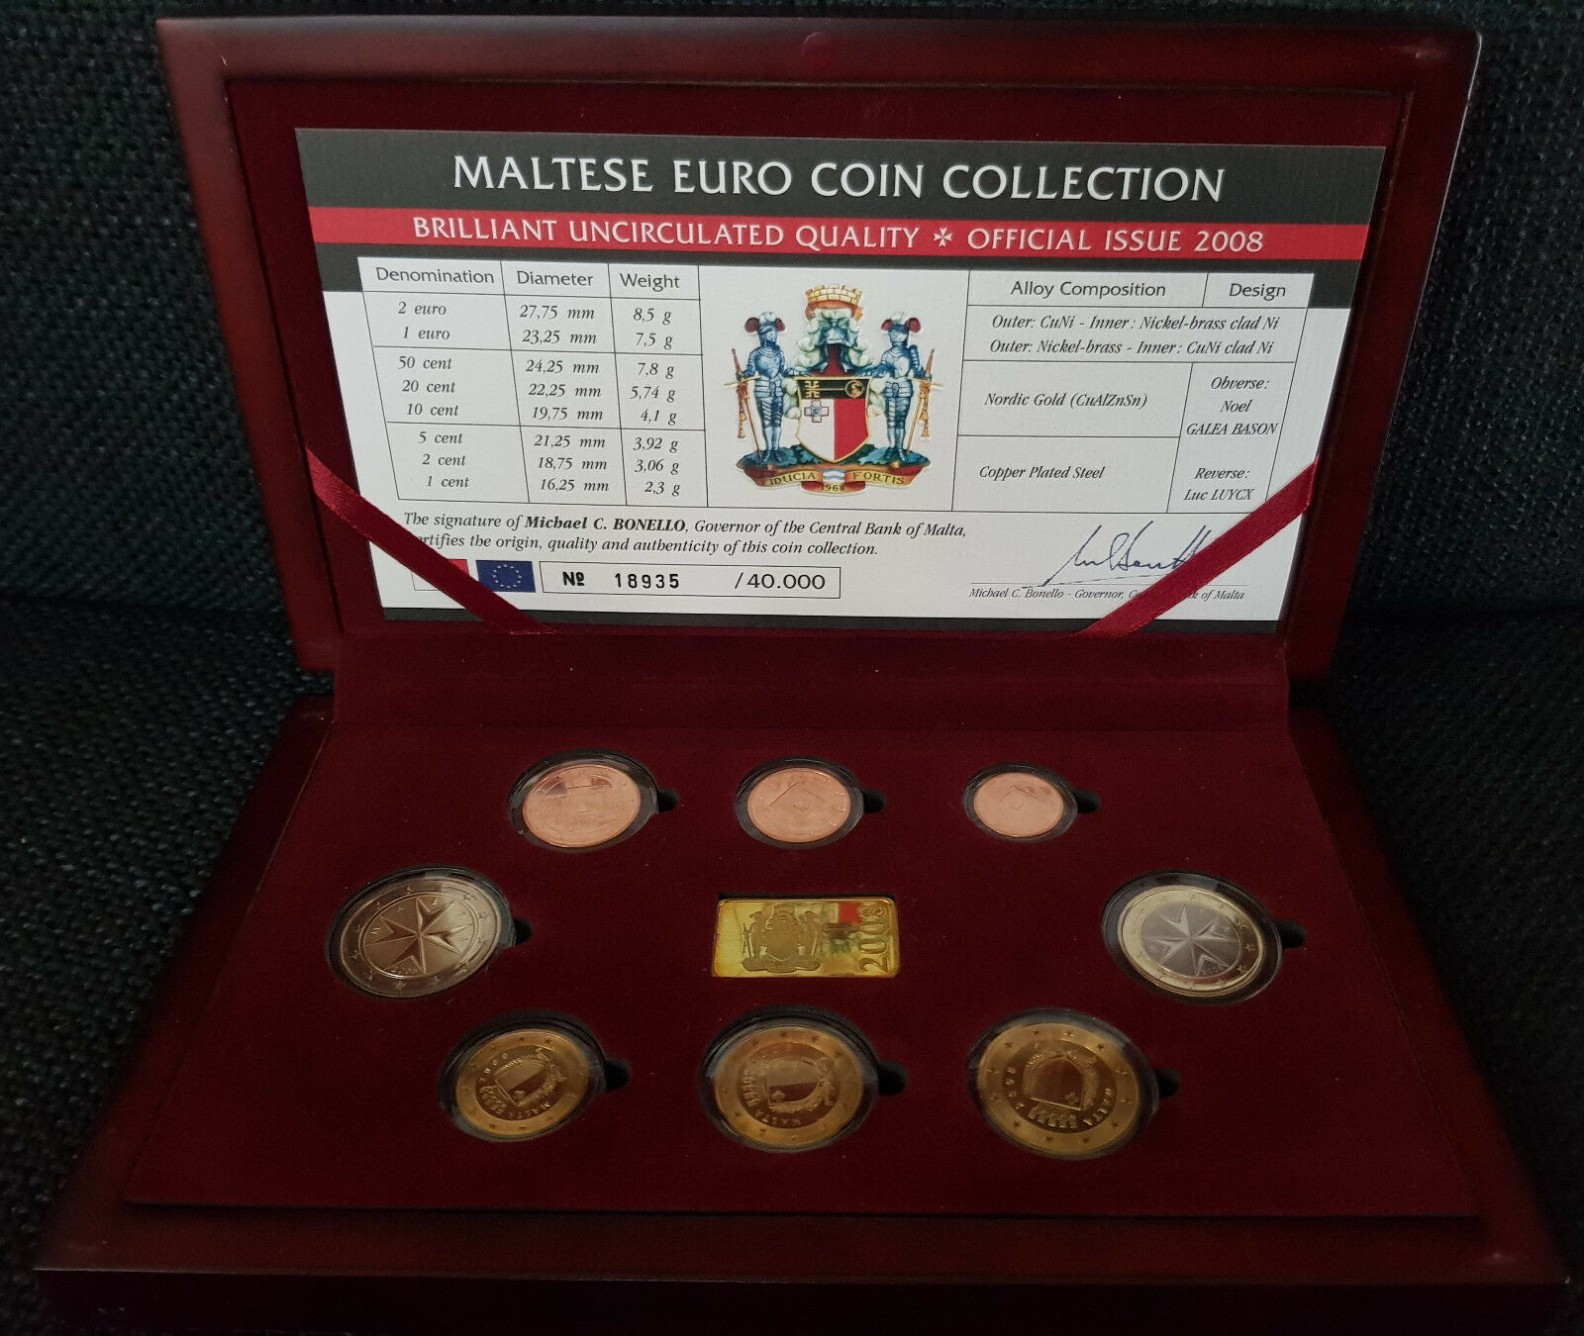 MALTESE EURO COIN COLLECTION
BRILLIANT UNCIRCULATED QUALITY ✠ OFFICIAL ISSUE 2008
Denomination Diameter Weight
2 euro 27,75 mm 8,5 g
1 euro 23,25 mm 7,5 g
50 cent 24,25 mm 7,8 g
20 cent 22,25 mm 5,74 g
10 cent 19,75 mm 4,1 g
5 cent 21,25 mm 3,92 g
2 cent 18,75 mm 3,06 g
1 cent 16,25 mm 2,3 g
FORTIS
Alloy Composition Design
Outer: CuNi - Inner: Nickel-brass clad Ni
Outer: Nickel-brass - Inner: CuNi clad Ni
Nordic Gold (CuAlZnSn)
Copper Plated Steel
Obverse:
Noel
GALEA BASON
Reverse:
Luc LUYCX
The signature of Michael C. BONELLO, Governor of the Central Bank of Malta,
rtifies the origin, quality and authenticity of this coin collection.
Nº 18935 /40.000
Michael C. Bonello - Governor, of Malta
2008
MALTA
MALTA
MALTA